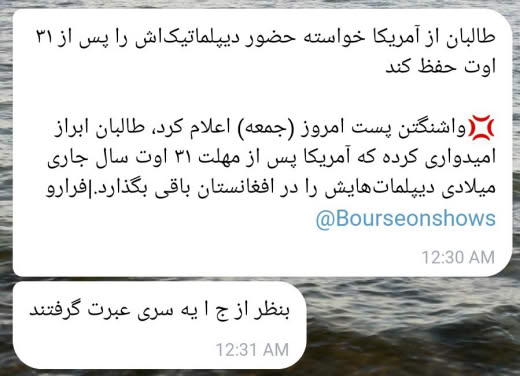 طالبان از آمریکا خواسته حضور دیپلماتیک‌اش را پس از ۳۱
اوت حفظ کند
💢واشنگتن پست امروز (جمعه) اعلام کرد، طالبان ابراز
امیدواری کرده که آمریکا پس از مهلت ۳۱ اوت سال جاری
میلادی دیپلمات‌هایش را در افغانستان باقی بگذارد.|فرارو
@Bourseonshows
12:30 AM
بنظر از ج ا یه سری عبرت گرفتند
12:31 AM